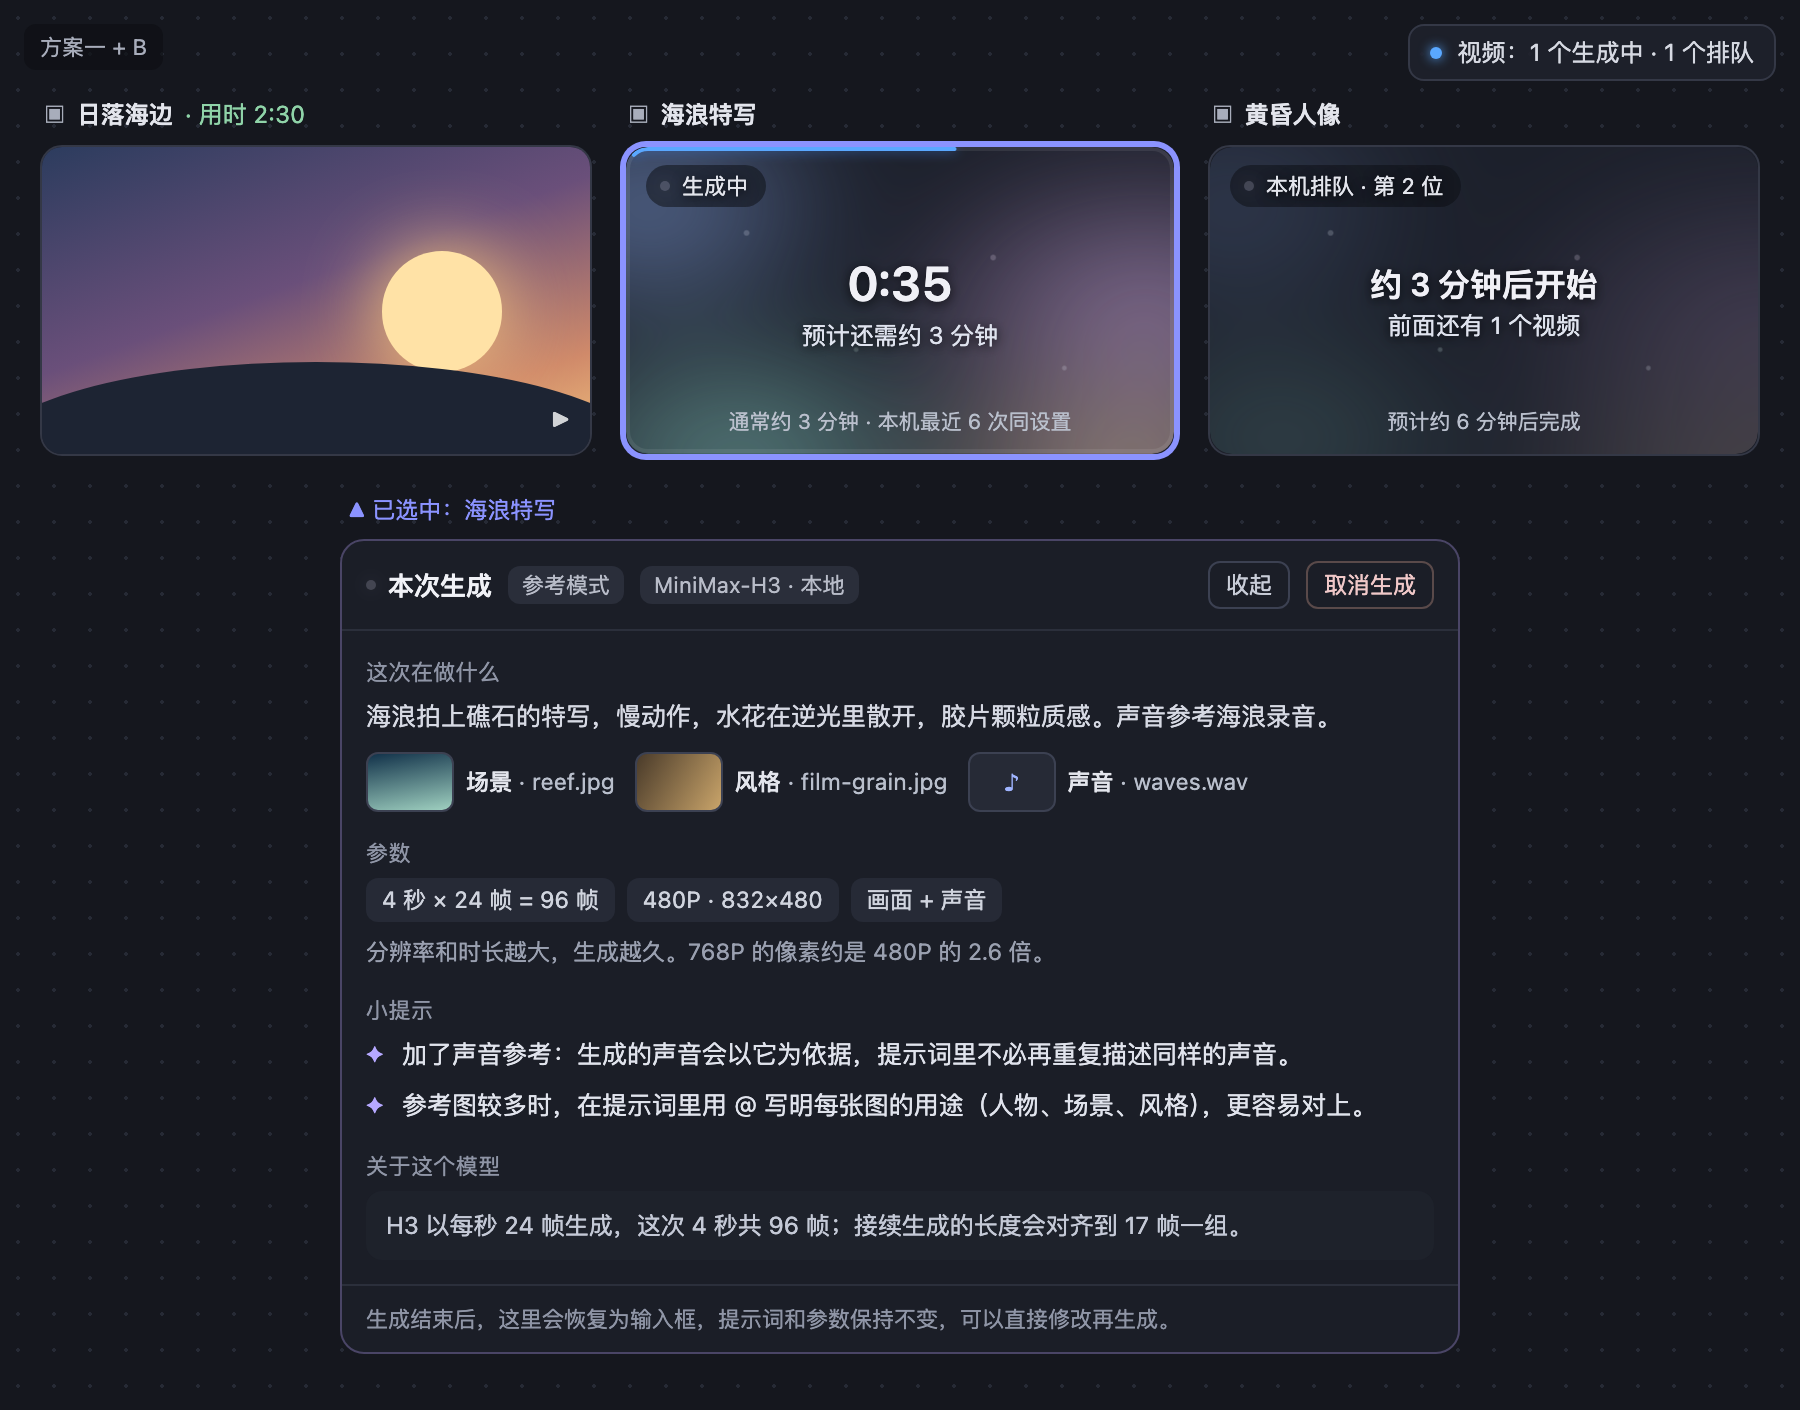 方案一 + B
视频：1 个生成中 · 1 个排队
日落海边 · 用时 2:30
海浪特写
生成中
0:35
预计还需约 3 分钟
通常约 3 分钟 · 本机最近 6 次同设置
黄昏人像
本机排队 · 第 2 位
约 3 分钟后开始
前面还有 1 个视频
预计约 6 分钟后完成
已选中：海浪特写
本次生成 参考模式 MiniMax-H3 · 本地 收起 取消生成
这次在做什么
海浪拍上礁石的特写，慢动作，水花在逆光里散开，胶片颗粒质感。声音参考海浪录音。
场景 · reef.jpg 风格 · film-grain.jpg 声音 · waves.wav
参数
4 秒 × 24 帧 = 96 帧 480P · 832×480 画面 + 声音
分辨率和时长越大，生成越久。768P 的像素约是 480P 的 2.6 倍。
小提示
加了声音参考：生成的声音会以它为依据，提示词里不必再重复描述同样的声音。
参考图较多时，在提示词里用 @ 写明每张图的用途（人物、场景、风格），更容易对上。
关于这个模型
H3 以每秒 24 帧生成，这次 4 秒共 96 帧；接续生成的长度会对齐到 17 帧一组。
生成结束后，这里会恢复为输入框，提示词和参数保持不变，可以直接修改再生成。